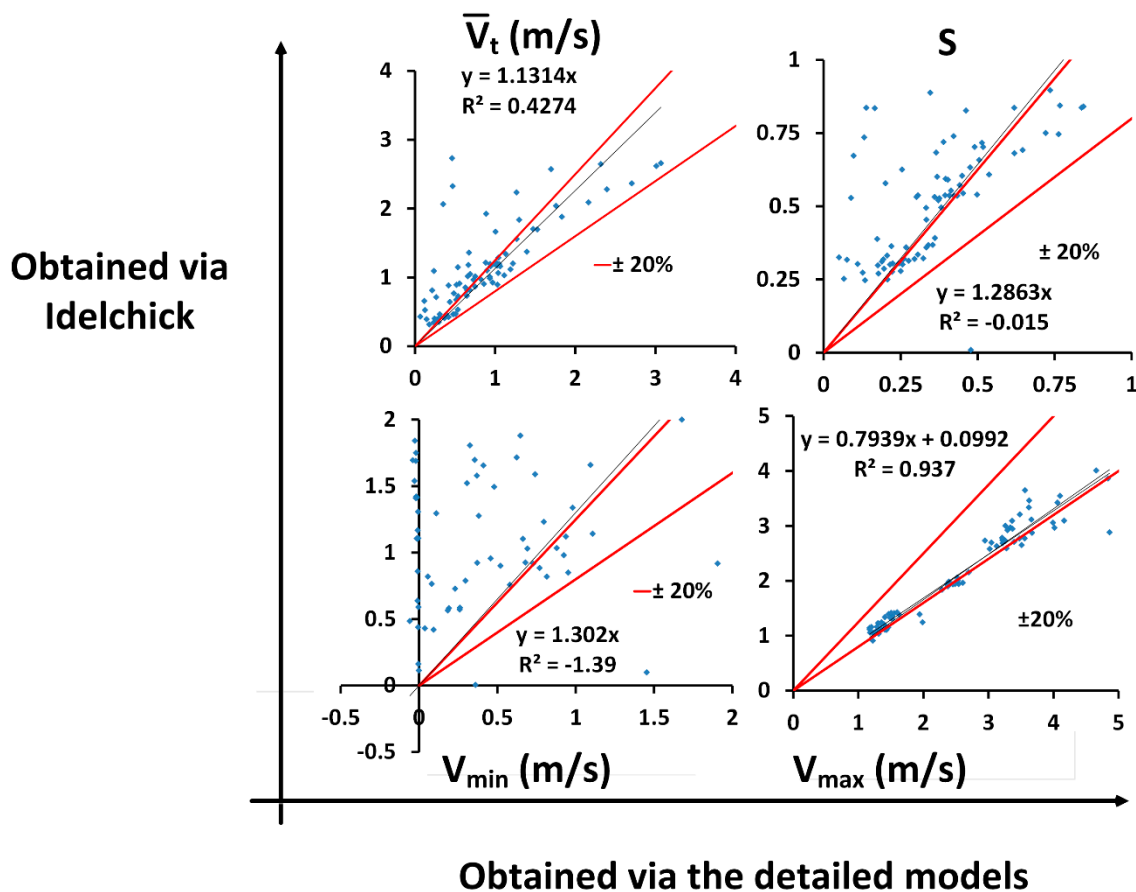 V̅t (m/s)
y = 1.1314x
R² = 0.4274
4
3
2
1
0
0 1 2 3 4
± 20%
S
1
0.75
0.5
0.25
0
0 0.25 0.5 0.75 1
± 20%
y = 1.2863x
R² = -0.015
Obtained via
Idelchick
2
1.5
1
0.5
0
-0.5
-0.5 0 0.5 1 1.5 2
± 20%
y = 1.302x
R² = -1.39
Vmin (m/s)
5
4
3
2
1
0
0 1 2 3 4 5
y = 0.7939x + 0.0992
R² = 0.937
±20%
Vmax (m/s)
Obtained via the detailed models